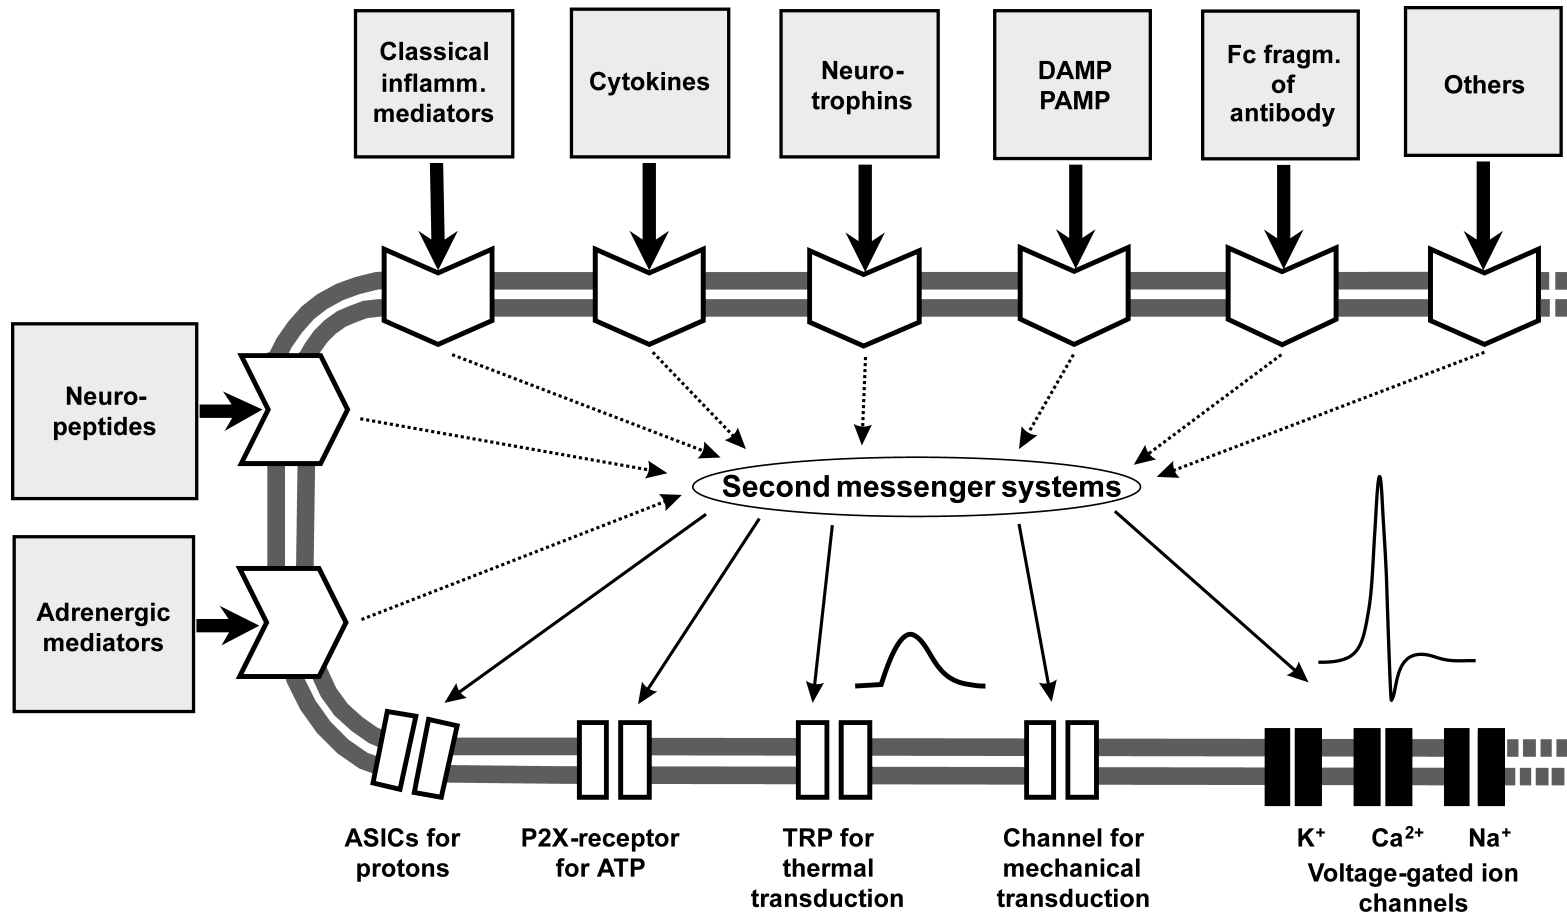 Classical
inflamm.
mediators
Cytokines
Neuro-
trophins
DAMP
PAMP
Fc fragm.
of
antibody
Others
Neuro-
peptides
Second messenger systems
Adrenergic
mediators
ASICs for
protons
P2X-receptor
for ATP
TRP for
thermal
transduction
Channel for
mechanical
transduction
K⁺ Ca²⁺ Na⁺
Voltage-gated ion
channels